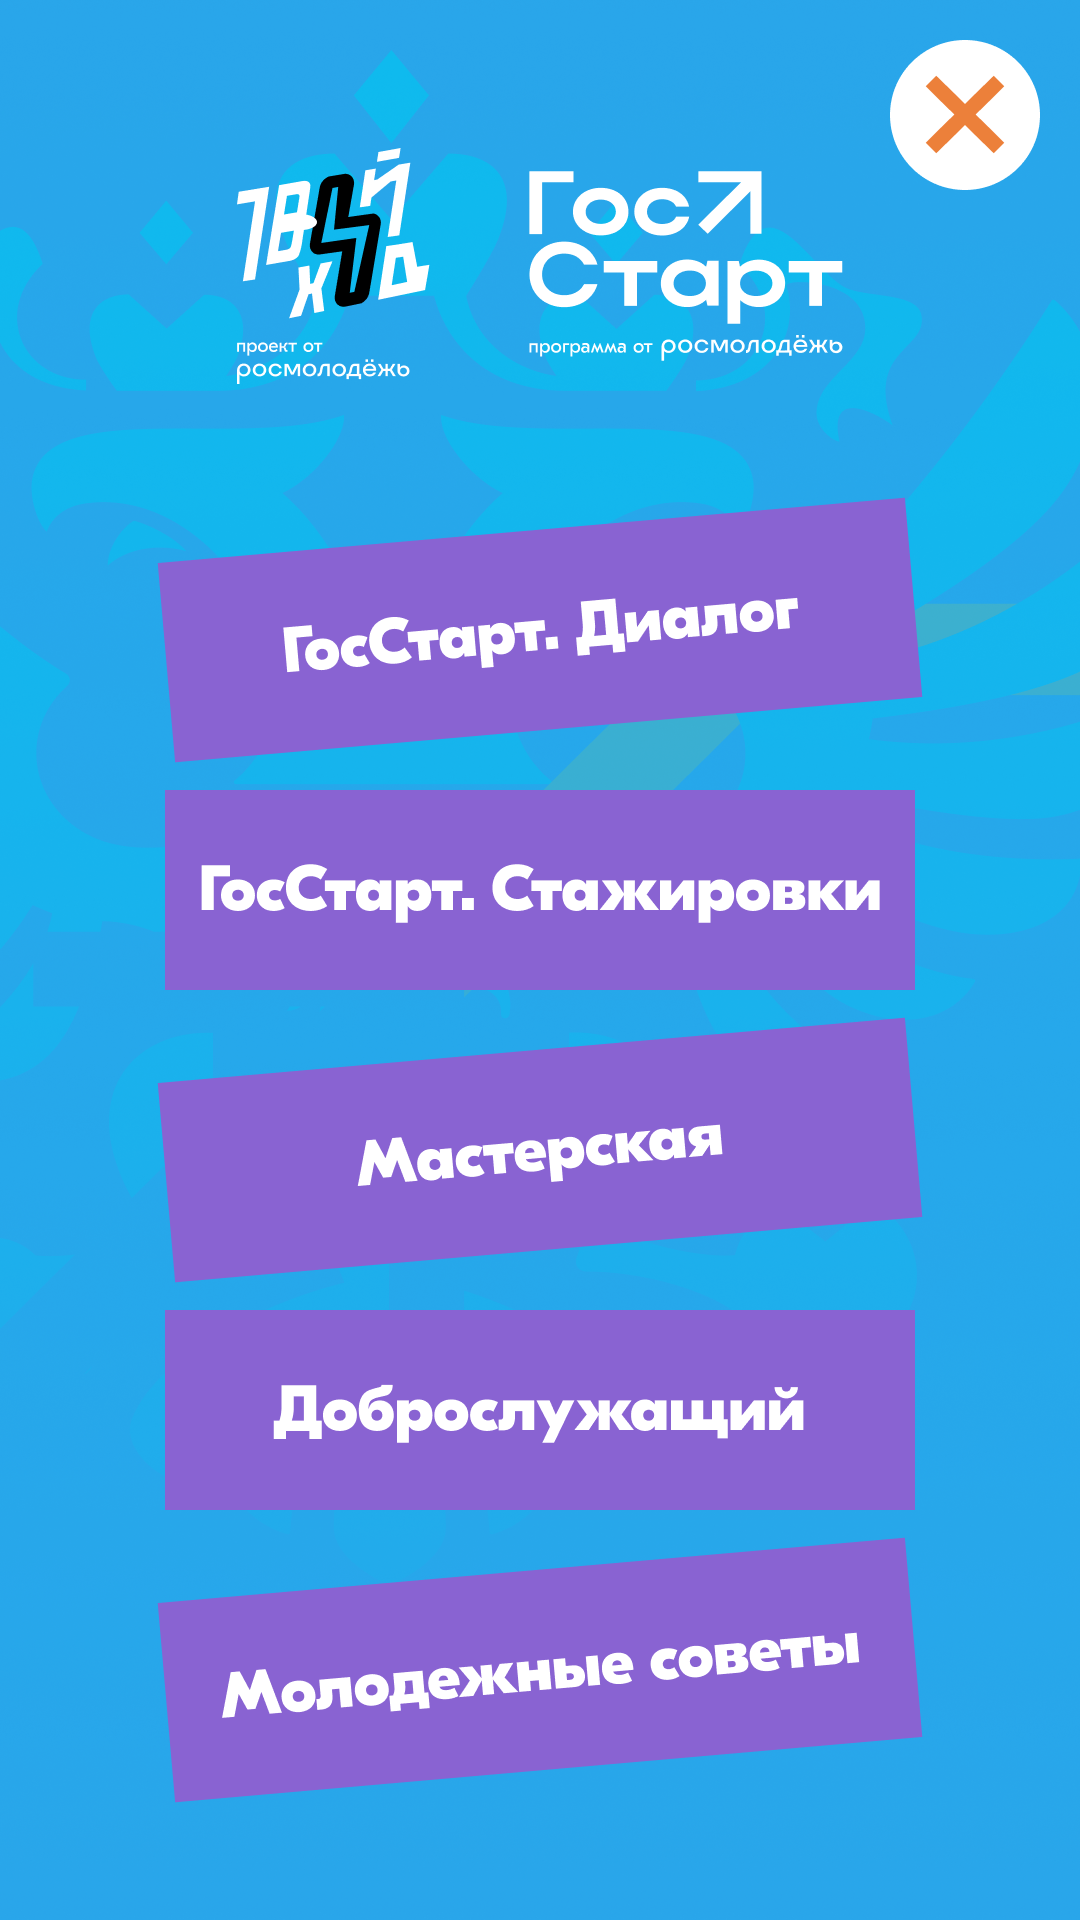 ТВОЙ
ХОД
проект от
росмолодёжь
Гос
Старт
программа от росмолодёжь
ГосСтарт. Диалог
ГосСтарт. Стажировки
Мастерская
Доброслужащий
Молодежные советы